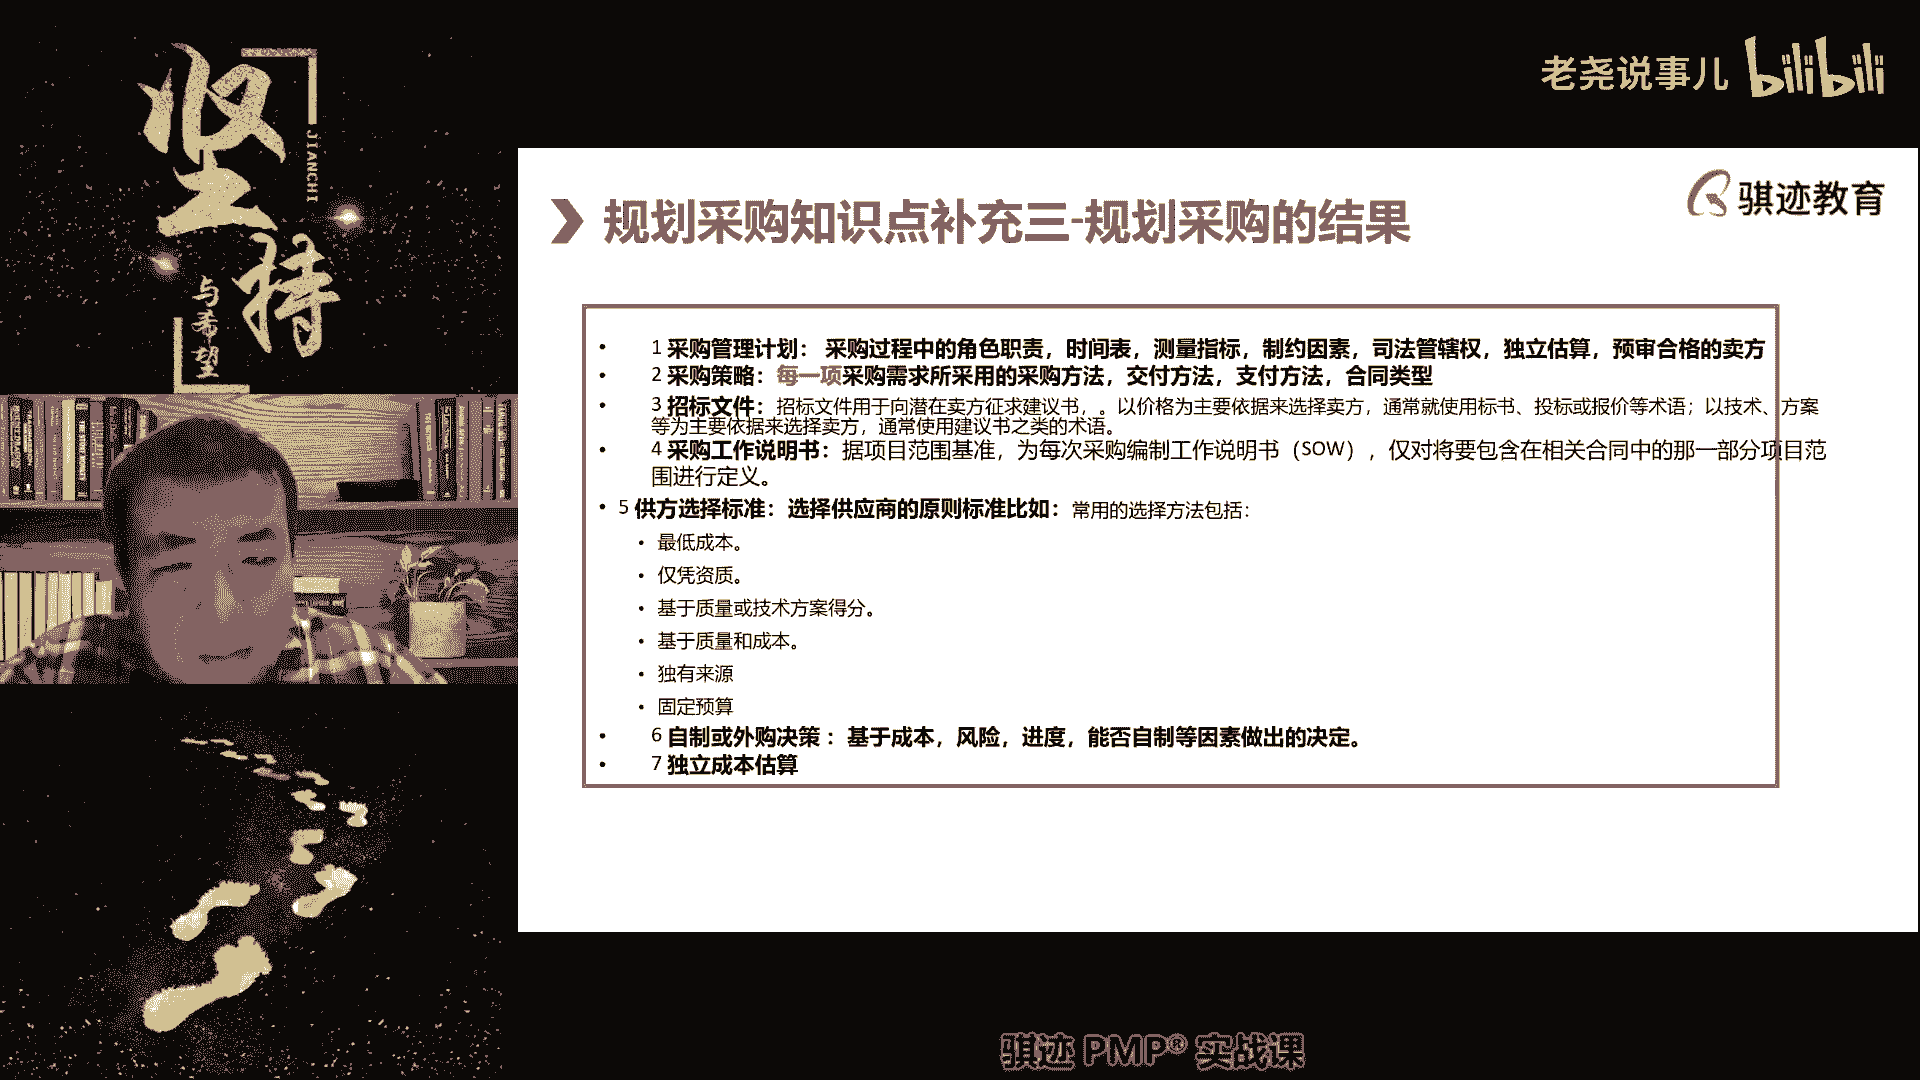 坚持
JIANCHI
与希望
老尧说事儿 bilibili
骐迹教育
规划采购知识点补充三-规划采购的结果
• 1 采购管理计划： 采购过程中的角色职责，时间表，测量指标，制约因素，司法管辖权，独立估算，预审合格的卖方
• 2 采购策略：每一项采购需求所采用的采购方法，交付方法，支付方法，合同类型
• 3 招标文件：招标文件用于向潜在卖方征求建议书，。以价格为主要依据来选择卖方，通常就使用标书、投标或报价等术语；以技术、方案
等为主要依据来选择卖方，通常使用建议书之类的术语。
• 4 采购工作说明书：据项目范围基准，为每次采购编制工作说明书（SOW），仅对将要包含在相关合同中的那一部分项目范
围进行定义。
• 5 供方选择标准：选择供应商的原则标准比如：常用的选择方法包括：
• 最低成本。
• 仅凭资质。
• 基于质量或技术方案得分。
• 基于质量和成本。
• 独有来源
• 固定预算
• 6 自制或外购决策 ：基于成本，风险，进度，能否自制等因素做出的决定。
• 7 独立成本估算
骐迹 PMP® 实战课